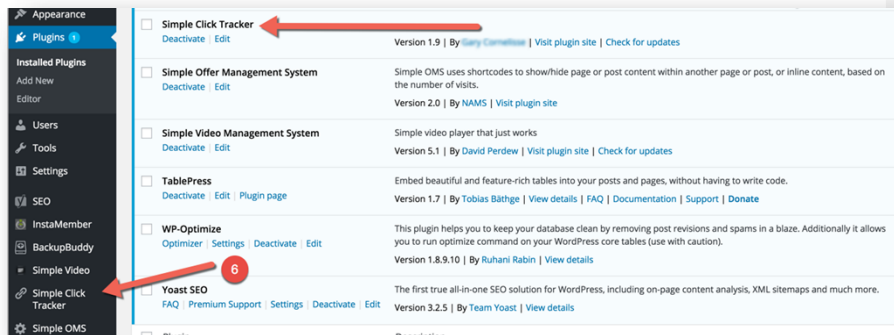 Appearance
Plugins 1
Installed Plugins
Add New
Editor
Users
Tools
Settings
SEO
InstaMember
BackupBuddy
Simple Video
Simple Click
Tracker
Simple OMS
6
Simple Click Tracker
Deactivate | Edit
Version 1.9 | By | Visit plugin site | Check for updates
Simple Offer Management System
Deactivate | Edit
Simple OMS uses shortcodes to show/hide page or post content within another page or post, or inline content, based on
the number of visits.
Version 2.0 | By NAMS | Visit plugin site
Simple Video Management System
Deactivate | Edit
Simple video player that just works
Version 5.1 | By David Perdew | Visit plugin site | Check for updates
TablePress
Deactivate | Edit | Plugin page
Embed beautiful and feature-rich tables into your posts and pages, without having to write code.
Version 1.7 | By Tobias Bäthge | View details | FAQ | Documentation | Support | Donate
WP-Optimize
Optimizer | Settings | Deactivate | Edit
This plugin helps you to keep your database clean by removing post revisions and spams in a blaze. Additionally it allows
you to run optimize command on your WordPress core tables (use with caution).
Version 1.8.9.10 | By Ruhani Rabin | View details
Yoast SEO
FAQ | Premium Support | Settings | Deactivate | Edit
The first true all-in-one SEO solution for WordPress, including on-page content analysis, XML sitemaps and much more.
Version 3.2.5 | By Team Yoast | View details